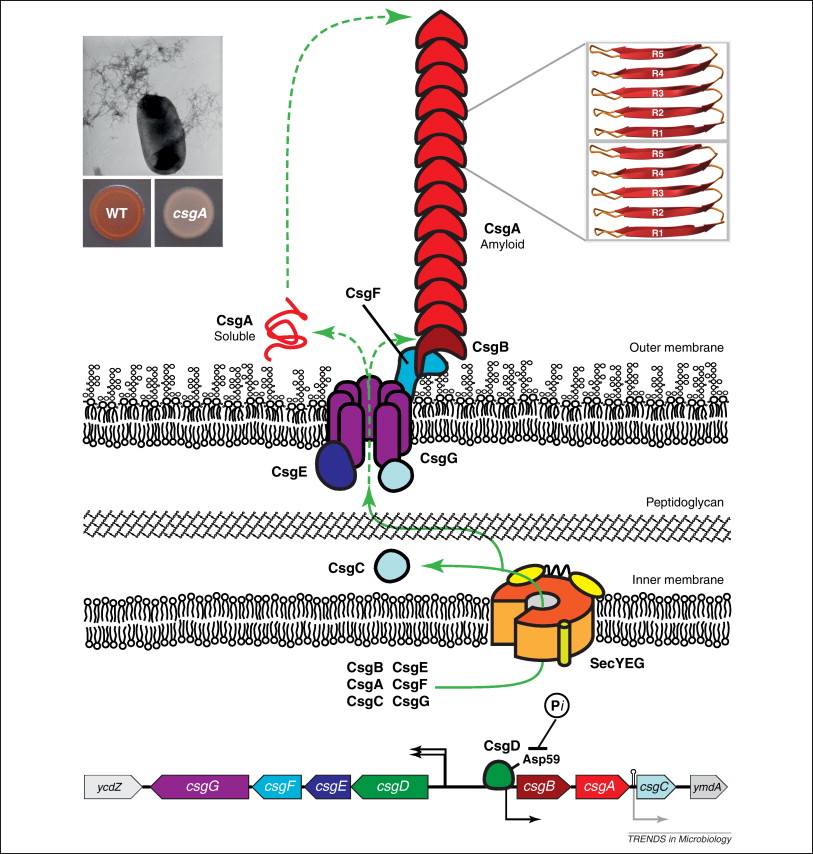 WT
csgA
R5
R4
R3
R2
R1
R5
R4
R3
R2
R1
CsgA
Amyloid
CsgF
CsgA
Soluble
CsgB
Outer membrane
CsgE
CsgG
Peptidoglycan
CsgC
Inner membrane
SecYEG
CsgB CsgE
CsgA CsgF
CsgC CsgG
Pi
CsgD
Asp59
ycdZ
csgG
csgF
csgE
csgD
csgB
csgA
csgC
ymdA
TRENDS in Microbiology